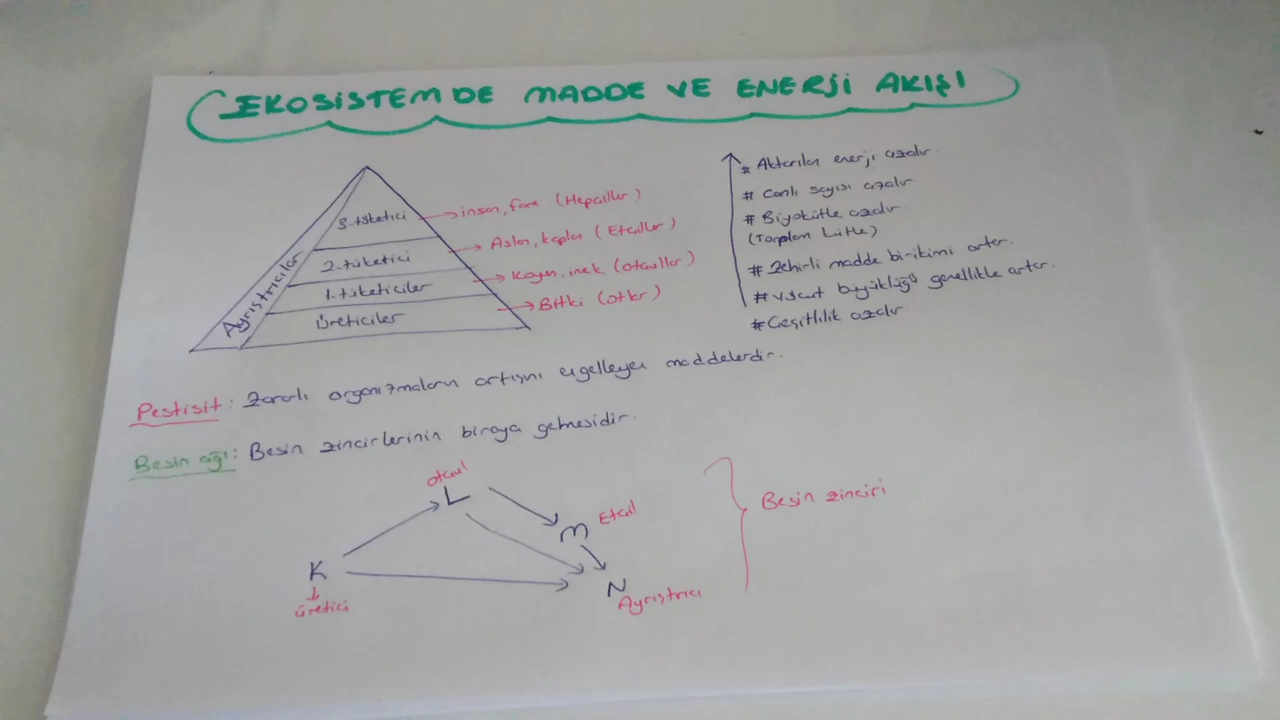 EKOSİSTEMDE MADDE VE ENERJİ AKIŞI
3.tüketici
insan, fare (Hepçiller)
2.tüketici
Aslan, kaplan (Etçiller)
1.tüketiciler
Koyun, inek (otçullar)
Üreticiler
Bitki (otlar)
Ayrıştırıcılar
# Aktarılan enerji azalır.
# Canlı sayısı azalır
# Biyokütle azalır.
(Toplam kütle)
# Zehirli madde birikimi artar.
# vücut büyüklüğü genellikle artar.
# Çeşitlilik azalır.
Pestisit: Zararlı organizmaların artışını engelleyen maddelerdir.
Besin ağı: Besin zincirlerinin biraya gelmesidir.
otçul
L
M Etçil
K
üretici
N
Ayrıştırıcı
Besin zinciri